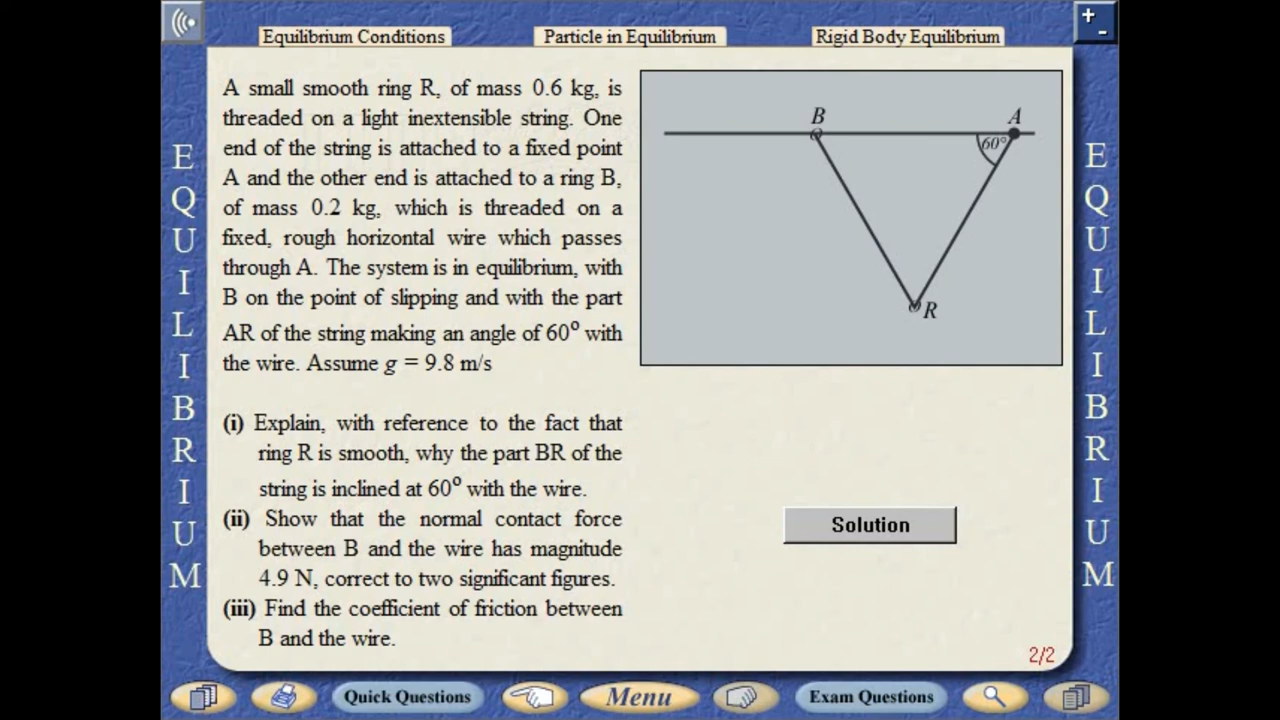 +
-
Equilibrium Conditions
Particle in Equilibrium
Rigid Body Equilibrium
EQUILIBRIUM
A small smooth ring R, of mass 0.6 kg, is
threaded on a light inextensible string. One
end of the string is attached to a fixed point
A and the other end is attached to a ring B,
of mass 0.2 kg, which is threaded on a
fixed, rough horizontal wire which passes
through A. The system is in equilibrium, with
B on the point of slipping and with the part
AR of the string making an angle of 60° with
the wire. Assume g = 9.8 m/s
(i) Explain, with reference to the fact that
ring R is smooth, why the part BR of the
string is inclined at 60° with the wire.
(ii) Show that the normal contact force
between B and the wire has magnitude
4.9 N, correct to two significant figures.
(iii) Find the coefficient of friction between
B and the wire.
B
A
60°
R
Solution
2/2
EQUILIBRIUM
Quick Questions
Menu
Exam Questions